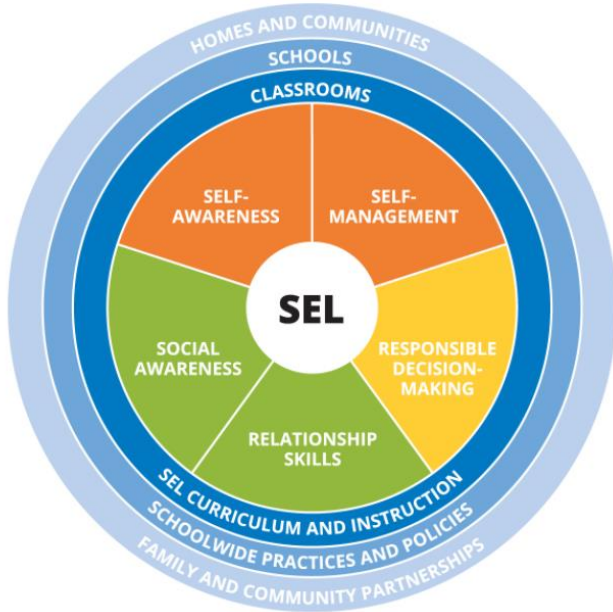 HOMES AND COMMUNITIES
SCHOOLS
CLASSROOMS
SELF-
AWARENESS
SELF-
MANAGEMENT
SEL
SOCIAL
AWARENESS
RESPONSIBLE
DECISION-
MAKING
RELATIONSHIP
SKILLS
SEL CURRICULUM AND INSTRUCTION
SCHOOLWIDE PRACTICES AND POLICIES
FAMILY AND COMMUNITY PARTNERSHIPS